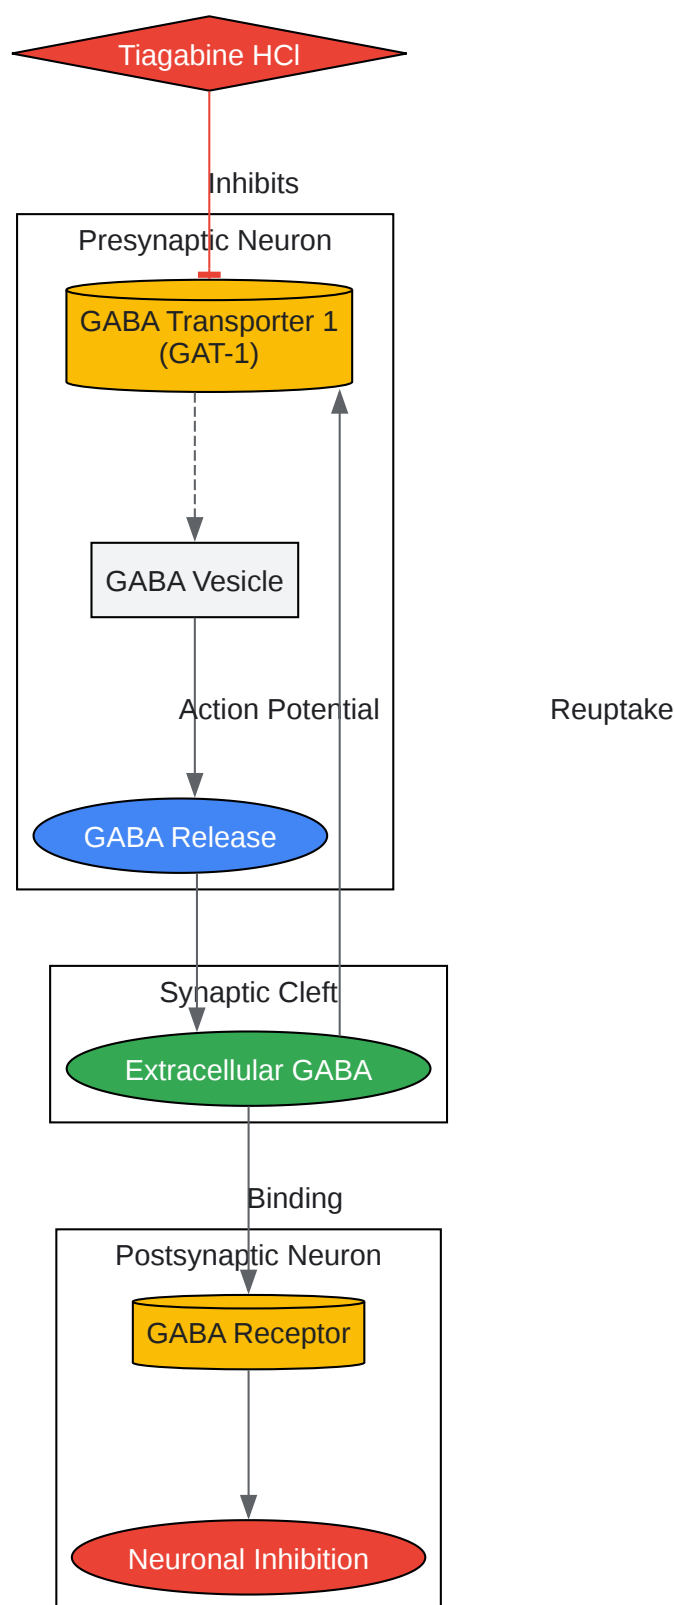 Tiagabine HCl
Inhibits
Presynaptic Neuron
GABA Transporter 1
(GAT-1)
GABA Vesicle
Action Potential
Reuptake
GABA Release
Synaptic Cleft
Extracellular GABA
Binding
Postsynaptic Neuron
GABA Receptor
Neuronal Inhibition